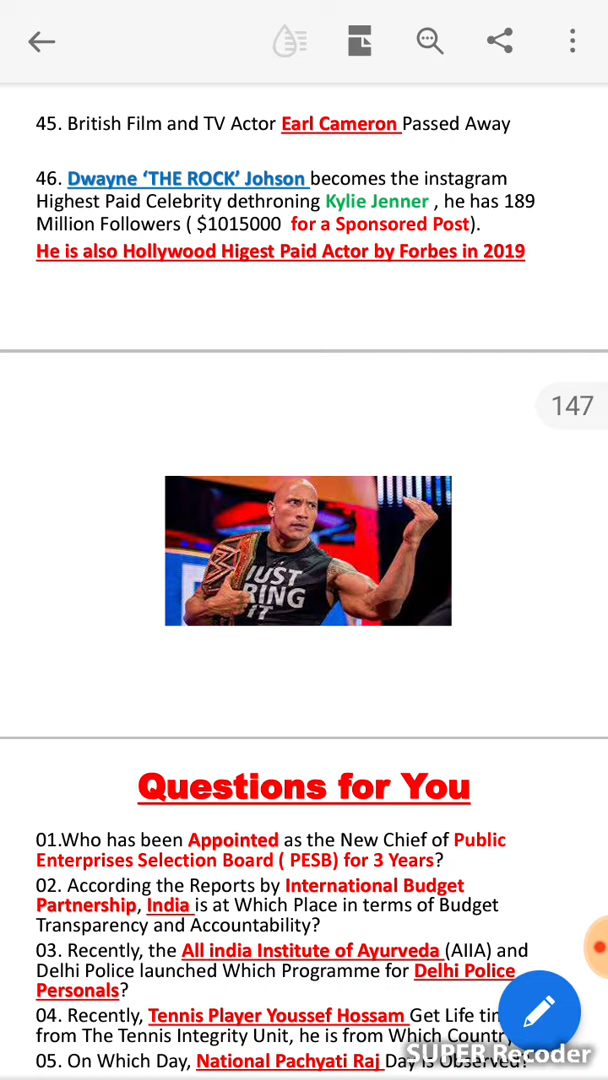 45. British Film and TV Actor Earl Cameron Passed Away
46. Dwayne ‘THE ROCK’ Johson becomes the instagram
Highest Paid Celebrity dethroning Kylie Jenner , he has 189
Million Followers ( $1015000 for a Sponsored Post).
He is also Hollywood Higest Paid Actor by Forbes in 2019
147
JUST
BRING
IT
Questions for You
01.Who has been Appointed as the New Chief of Public
Enterprises Selection Board ( PESB) for 3 Years?
02. According the Reports by International Budget
Partnership, India is at Which Place in terms of Budget
Transparency and Accountability?
03. Recently, the All india Institute of Ayurveda (AIIA) and
Delhi Police launched Which Programme for Delhi Police
Personals?
04. Recently, Tennis Player Youssef Hossam Get Life
from The Tennis Integrity Unit, he is from Which
05. On Which Day, National Pachyati Raj Day is Observed?
SUPER Recoder